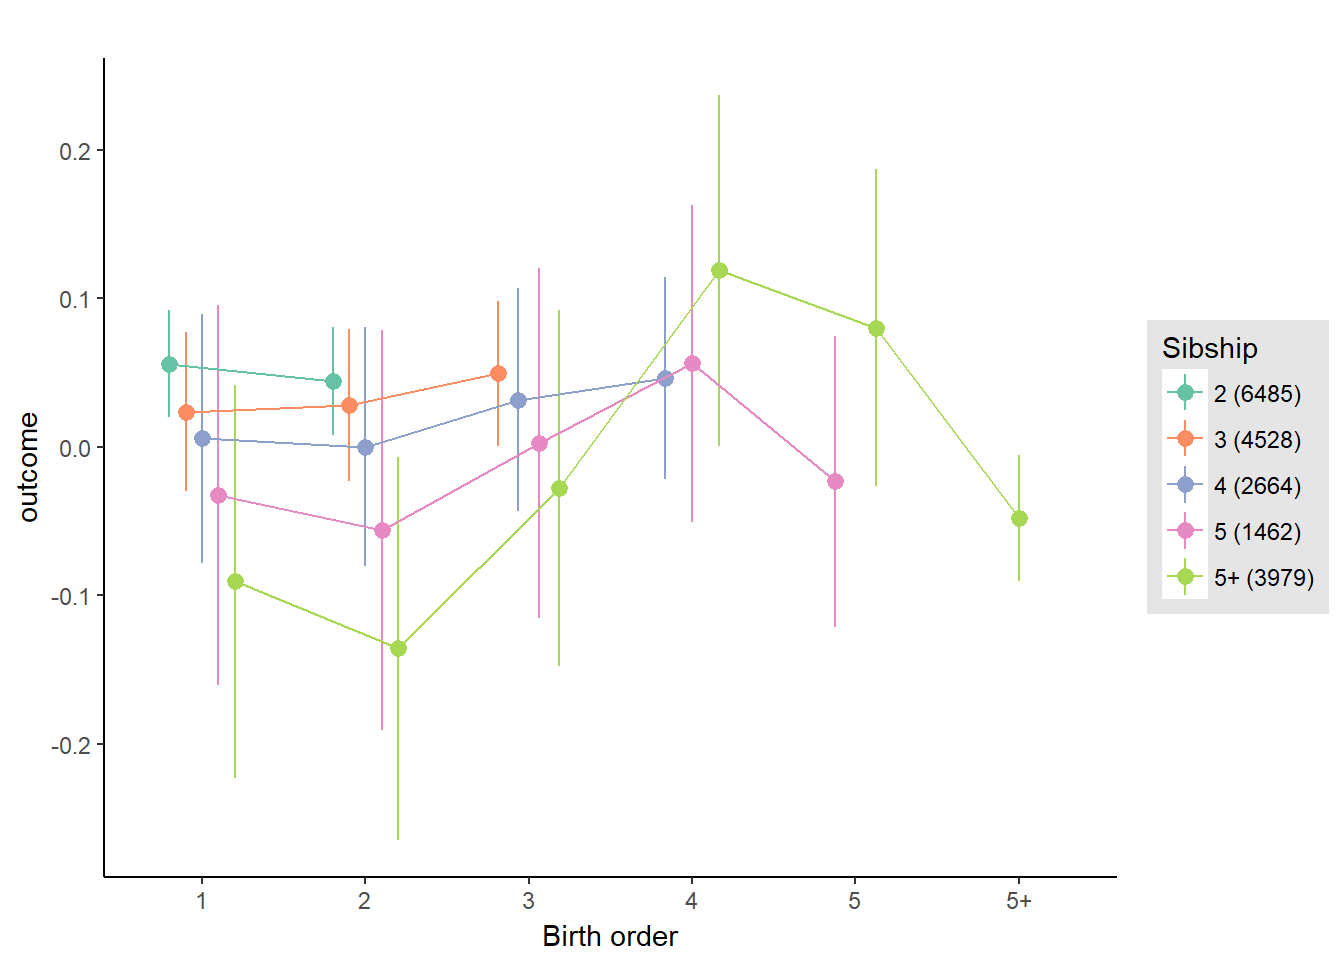 outcome
0.2
0.1
0.0
-0.1
-0.2
1 2 3 4 5 5+
Birth order
Sibship
2 (6485)
3 (4528)
4 (2664)
5 (1462)
5+ (3979)